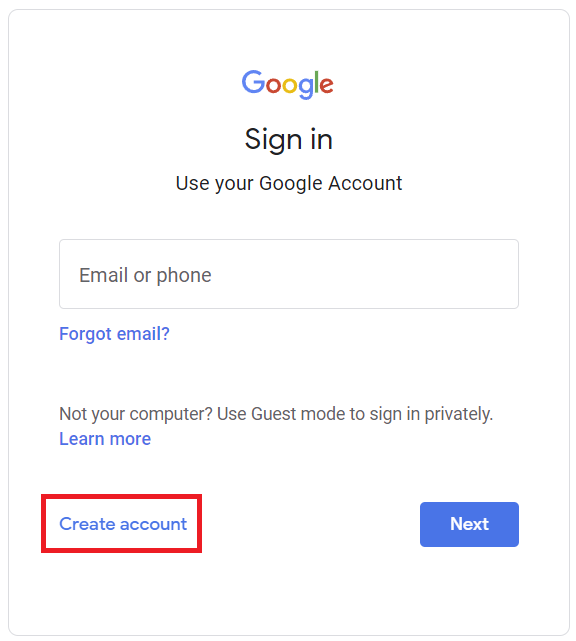 Google
Sign in
Use your Google Account
Email or phone
Forgot email?
Not your computer? Use Guest mode to sign in privately.
Learn more
Create account
Next